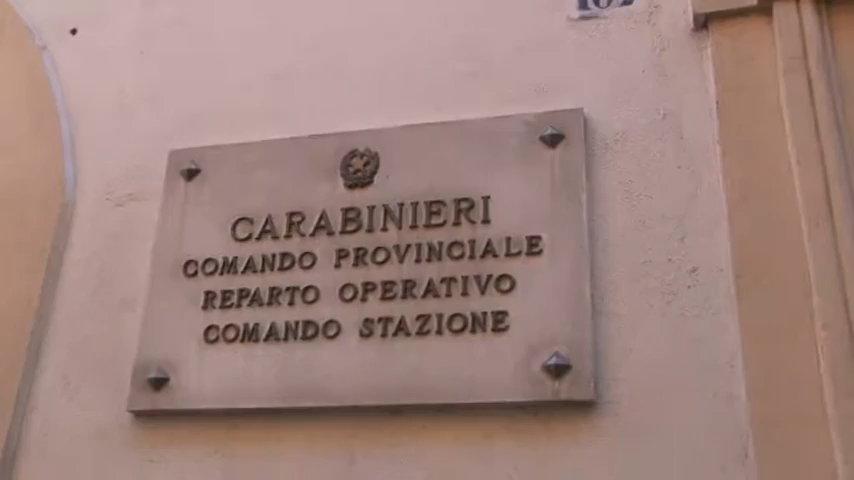 CARABINIERI
COMANDO PROVINCIALE
REPARTO OPERATIVO
COMANDO STAZIONE